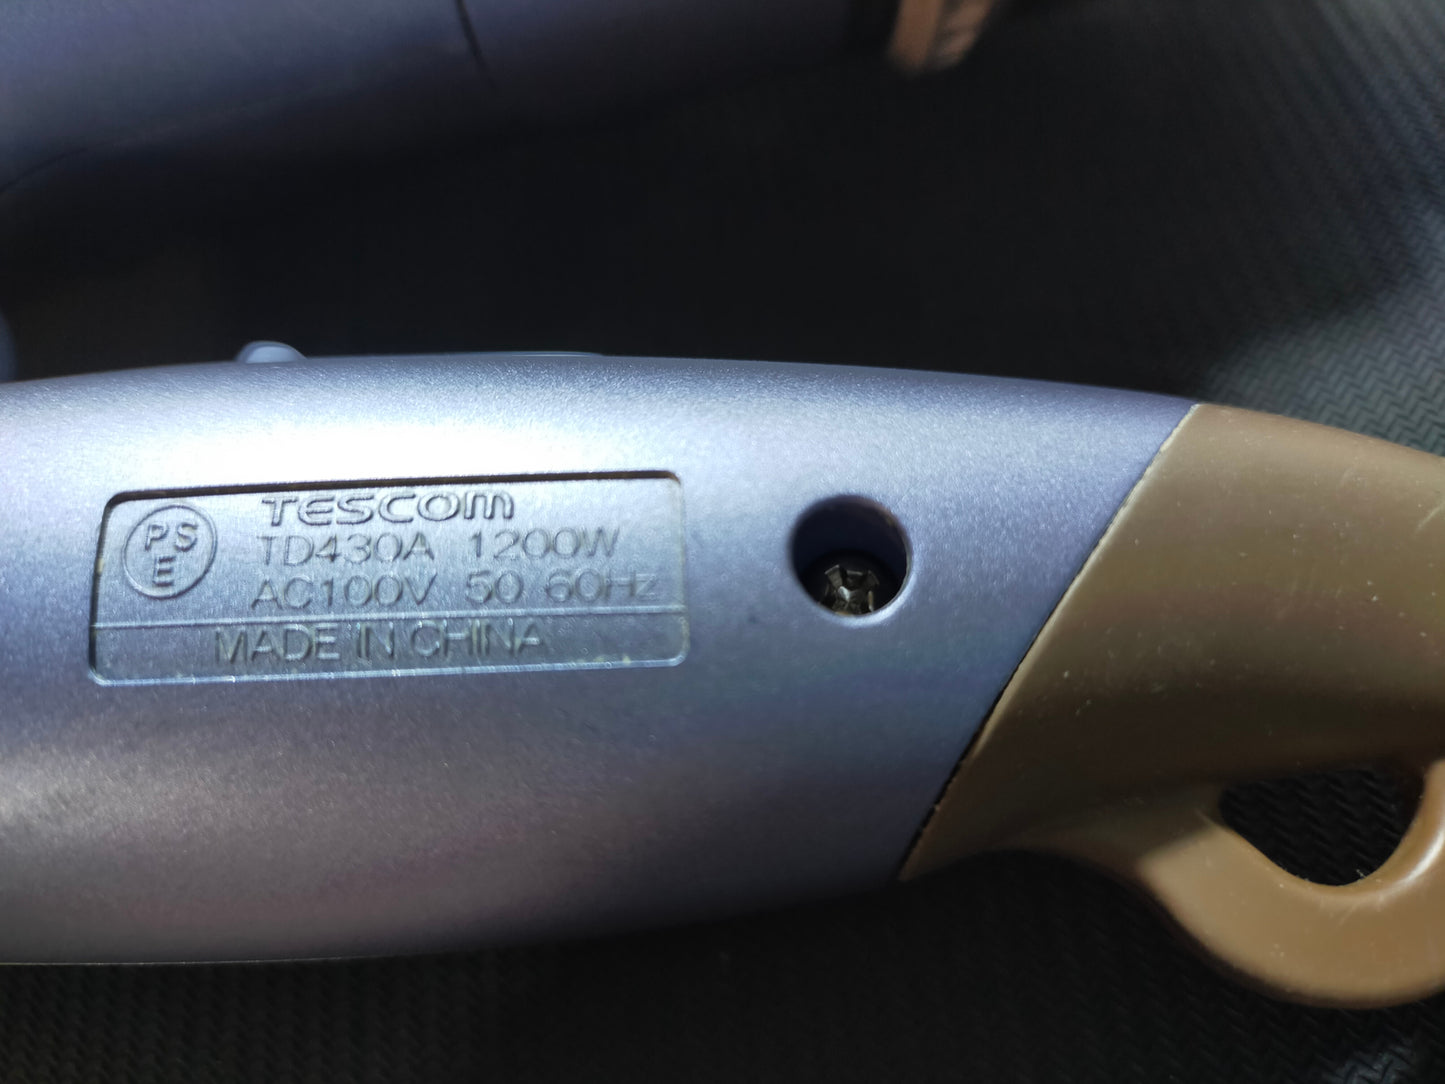 PS
E
TESCOM
TD430A 1200W
AC100V 50 60Hz
MADE IN CHINA